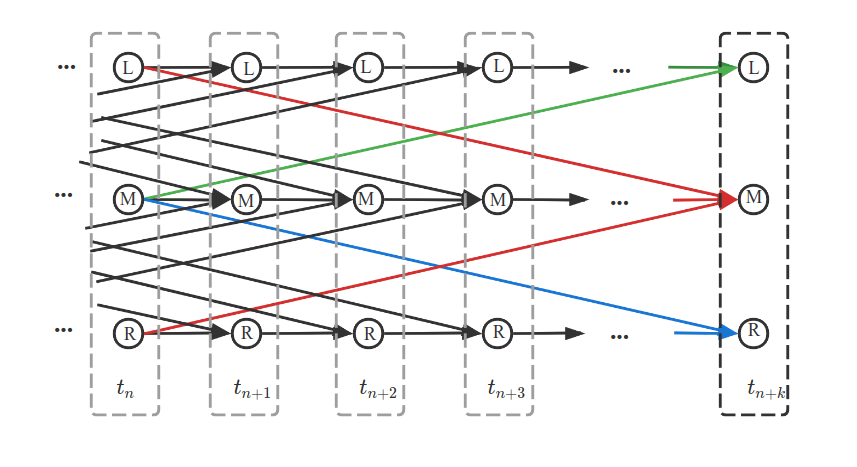 ... L L L L ... L
... M M M M ... M
... R R R R ... R
t_n t_{n+1} t_{n+2} t_{n+3} t_{n+k}